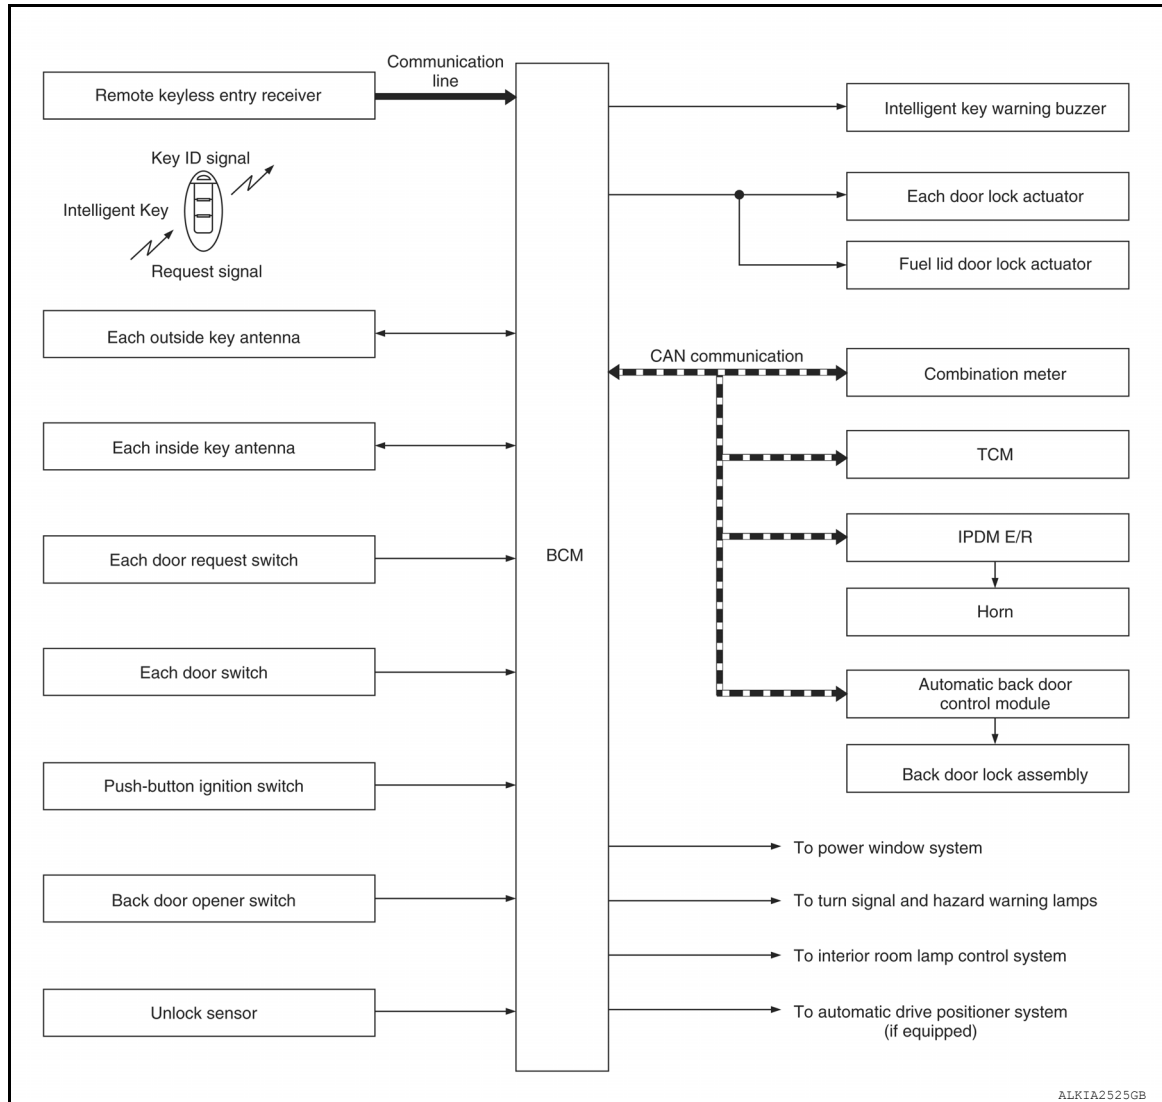 Communication
line
Remote keyless entry receiver
Key ID signal
Intelligent Key
Request signal
Each outside key antenna
Each inside key antenna
Each door request switch
Each door switch
Push-button ignition switch
Back door opener switch
Unlock sensor
BCM
Intelligent key warning buzzer
Each door lock actuator
Fuel lid door lock actuator
CAN communication
Combination meter
TCM
IPDM E/R
Horn
Automatic back door
control module
Back door lock assembly
To power window system
To turn signal and hazard warning lamps
To interior room lamp control system
To automatic drive positioner system
(if equipped)
ALKIA2525GB